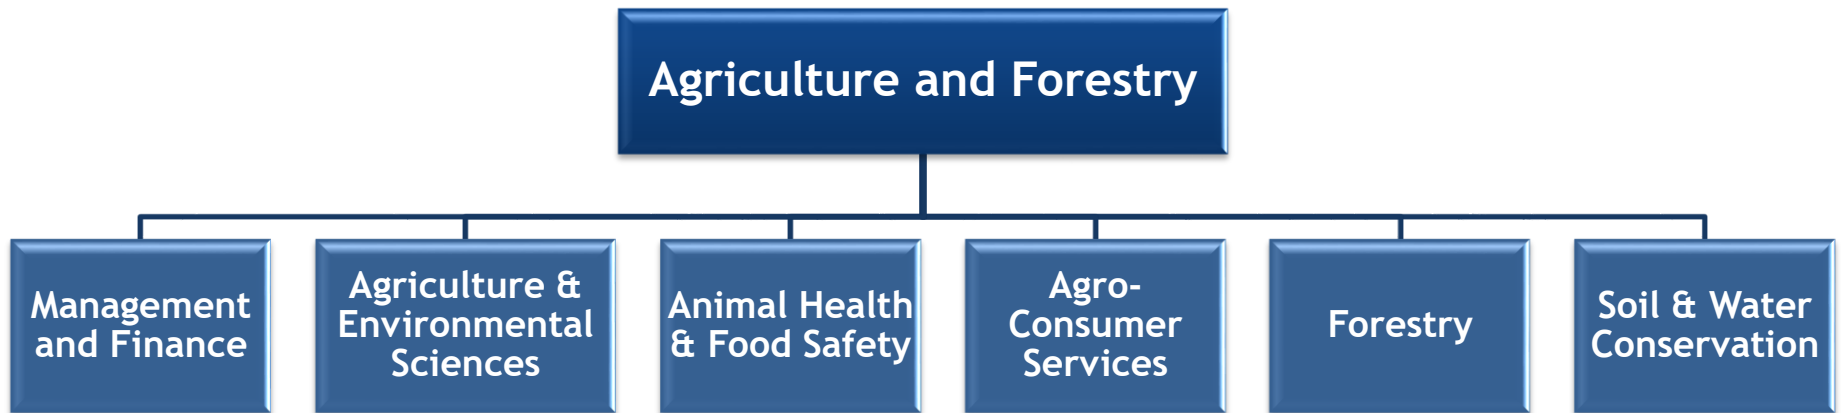 Agriculture and Forestry
Management
and Finance
Agriculture &
Environmental
Sciences
Animal Health
& Food Safety
Agro-
Consumer
Services
Forestry
Soil & Water
Conservation